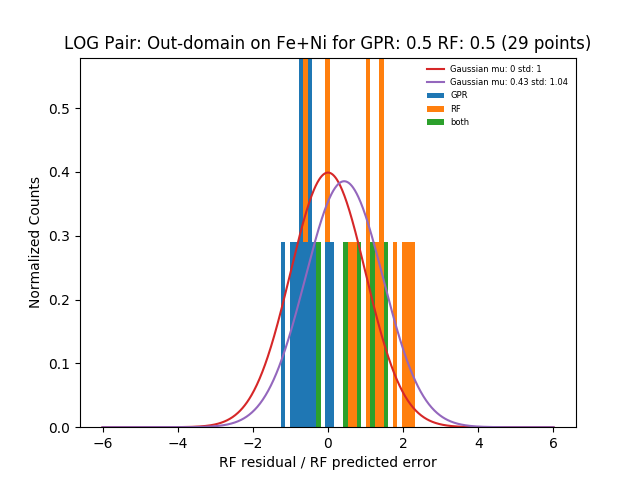 LOG Pair: Out-domain on Fe+Ni for GPR: 0.5 RF: 0.5 (29 points)
Gaussian mu: 0 std: 1
Gaussian mu: 0.43 std: 1.04
GPR
RF
both
Normalized Counts
0.5
0.4
0.3
0.2
0.1
0.0
−6
−4
−2
0
2
4
6
RF residual / RF predicted error